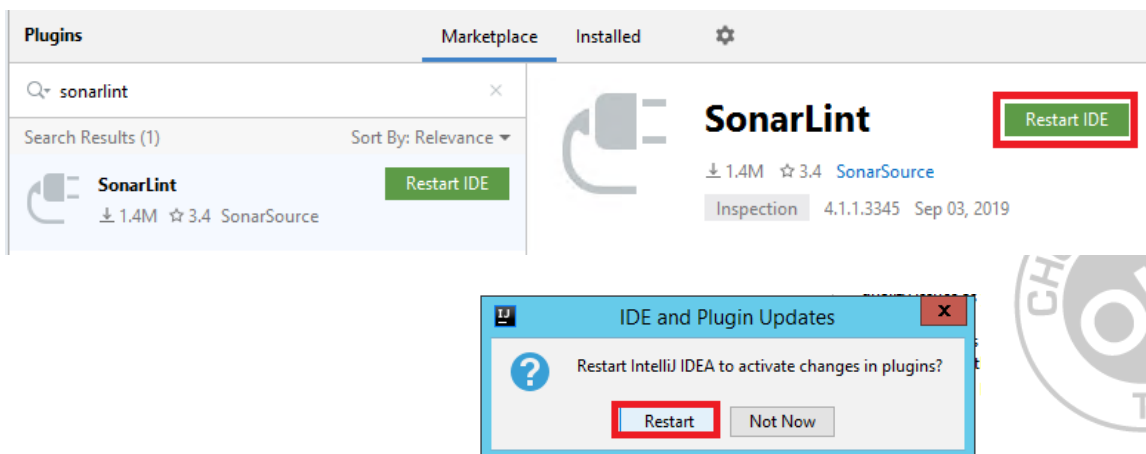 Plugins Marketplace Installed
sonarlint
Search Results (1) Sort By: Relevance
SonarLint Restart IDE
1.4M 3.4 SonarSource
SonarLint Restart IDE
1.4M 3.4 SonarSource
Inspection 4.1.1.3345 Sep 03, 2019
IJ IDE and Plugin Updates x
? Restart IntelliJ IDEA to activate changes in plugins?
Restart Not Now